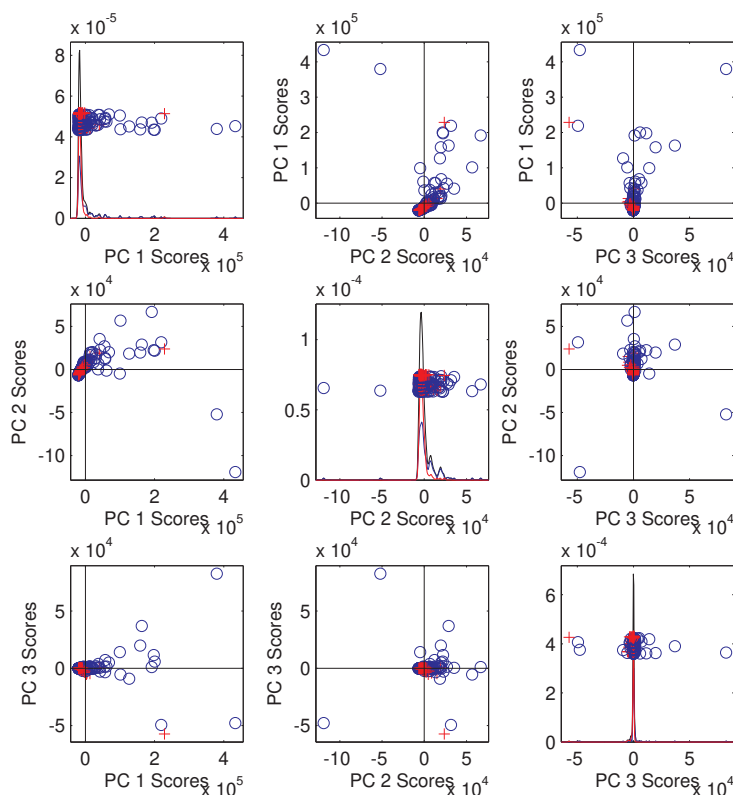 x 10^-5
8
6
4
2
0
0 2 4
PC 1 Scores
x 10^5
x 10^5
PC 1 Scores
4
3
2
1
0
-10 -5 0 5
PC 2 Scores
x 10^4
x 10^5
PC 1 Scores
4
3
2
1
0
-5 0 5
PC 3 Scores
x 10^4
x 10^4
PC 2 Scores
5
0
-5
-10
0 2 4
PC 1 Scores
x 10^5
x 10^-4
1
0.5
0
-10 -5 0 5
PC 2 Scores
x 10^4
x 10^4
PC 2 Scores
5
0
-5
-10
-5 0 5
PC 3 Scores
x 10^4
x 10^4
PC 3 Scores
5
0
-5
0 2 4
PC 1 Scores
x 10^5
x 10^4
PC 3 Scores
5
0
-5
-10 -5 0 5
PC 2 Scores
x 10^4
x 10^-4
6
4
2
0
-5 0 5
PC 3 Scores
x 10^4